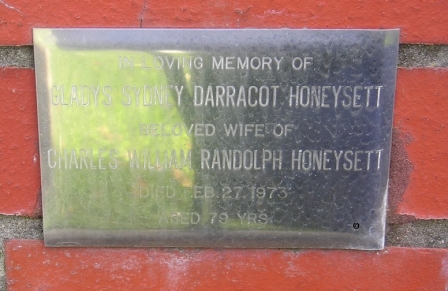 IN LOVING MEMORY OF
GLADYS SYDNEY DARRACOT HONEYSETT
BELOVED WIFE OF
CHARLES WILLIAM RANDOLPH HONEYSETT
DIED FEB. 27. 1973
AGED 79 YRS.